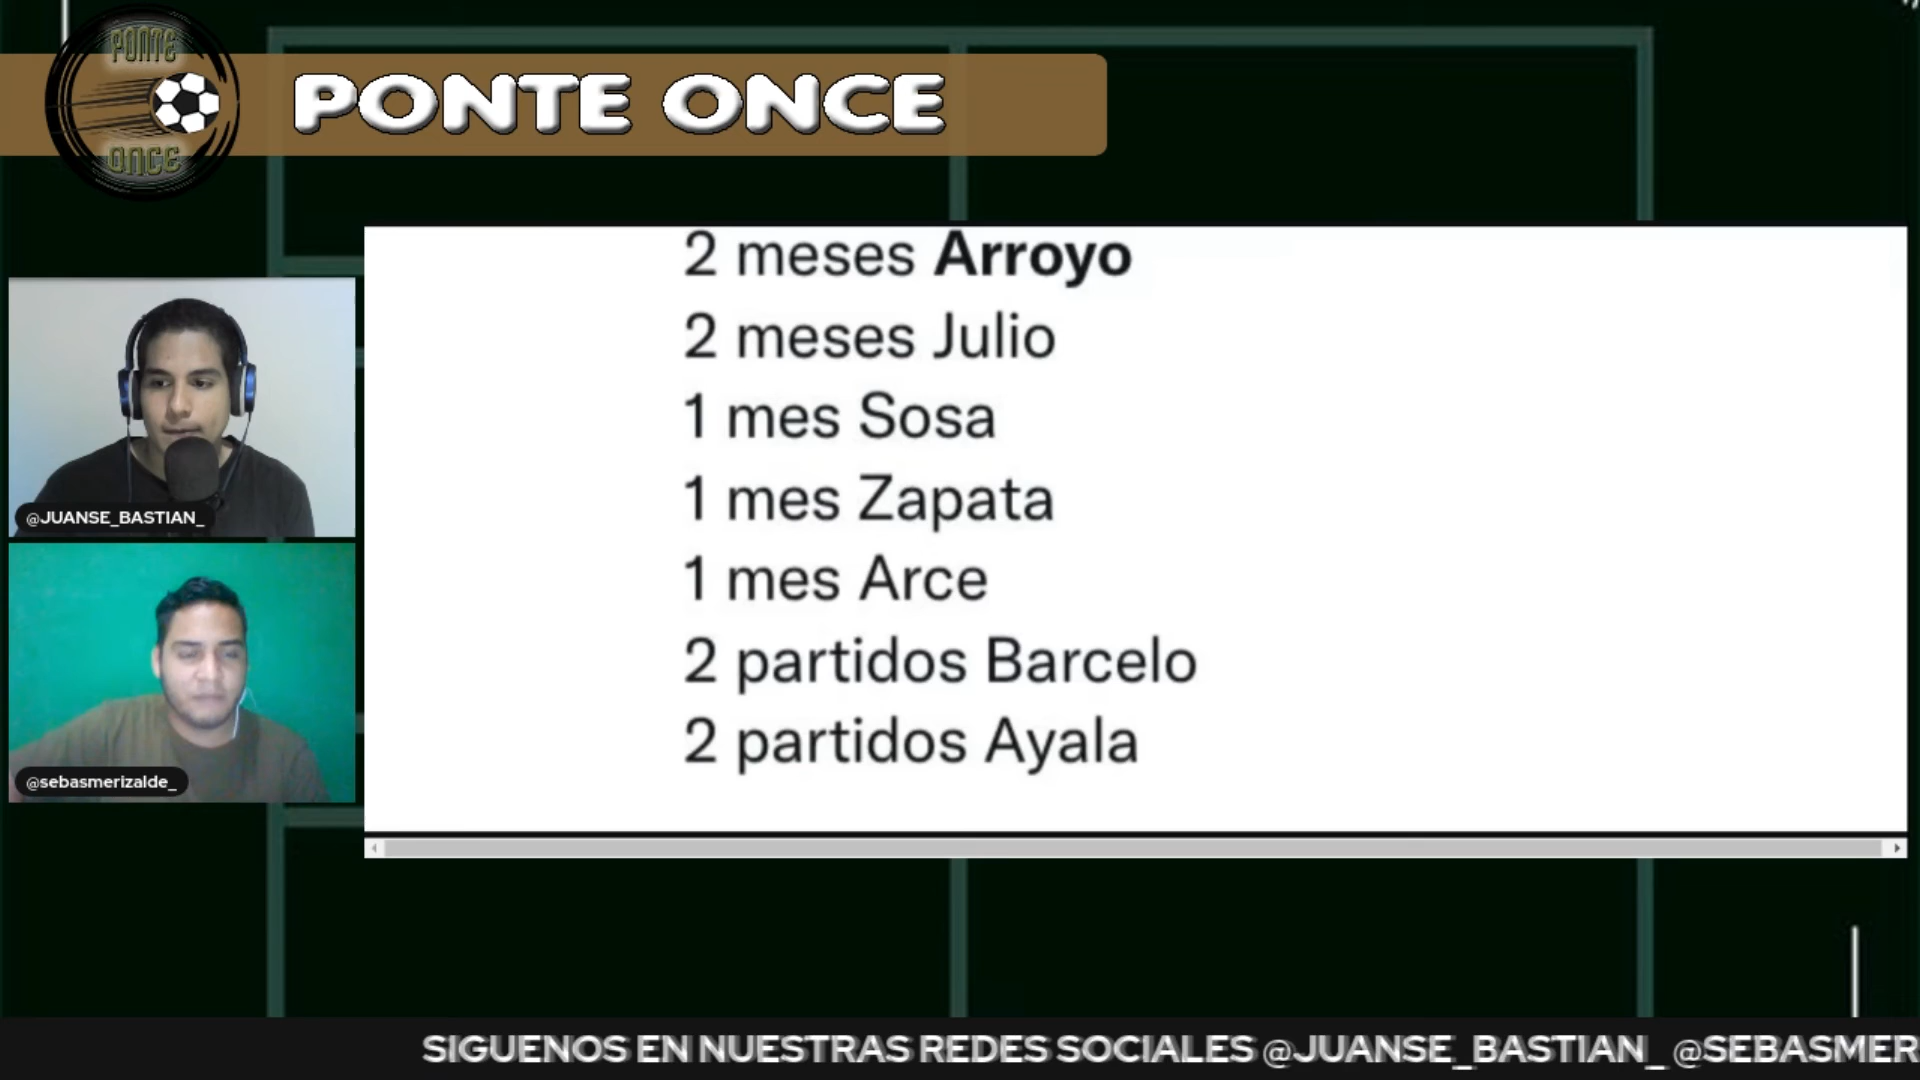 PONTE
ONCE
PONTE ONCE
2 meses Arroyo
2 meses Julio
1 mes Sosa
1 mes Zapata
1 mes Arce
2 partidos Barcelo
2 partidos Ayala
@JUANSE_BASTIAN_
@sebasmerizalde_
SIGUENOS EN NUESTRAS REDES SOCIALES @JUANSE_BASTIAN_ @SEBASMER